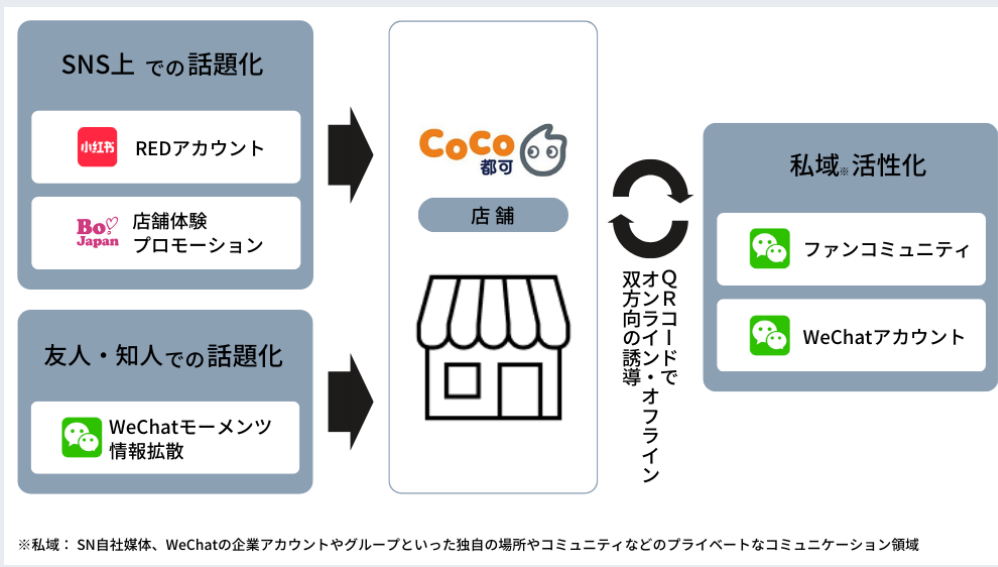 SNS上 での話題化
小红书
REDアカウント
Bo
Japan
店舗体験
プロモーション
友人・知人での話題化
WeChatモーメンツ
情報拡散
CoCo
都可
店舗
QRコードで
オンライン・オフライン
双方向の誘導
私域※活性化
ファンコミュニティ
WeChatアカウント
※私域： SN自社媒体、WeChatの企業アカウントやグループといった独自の場所やコミュニティなどのプライベートなコミュニケーション領域